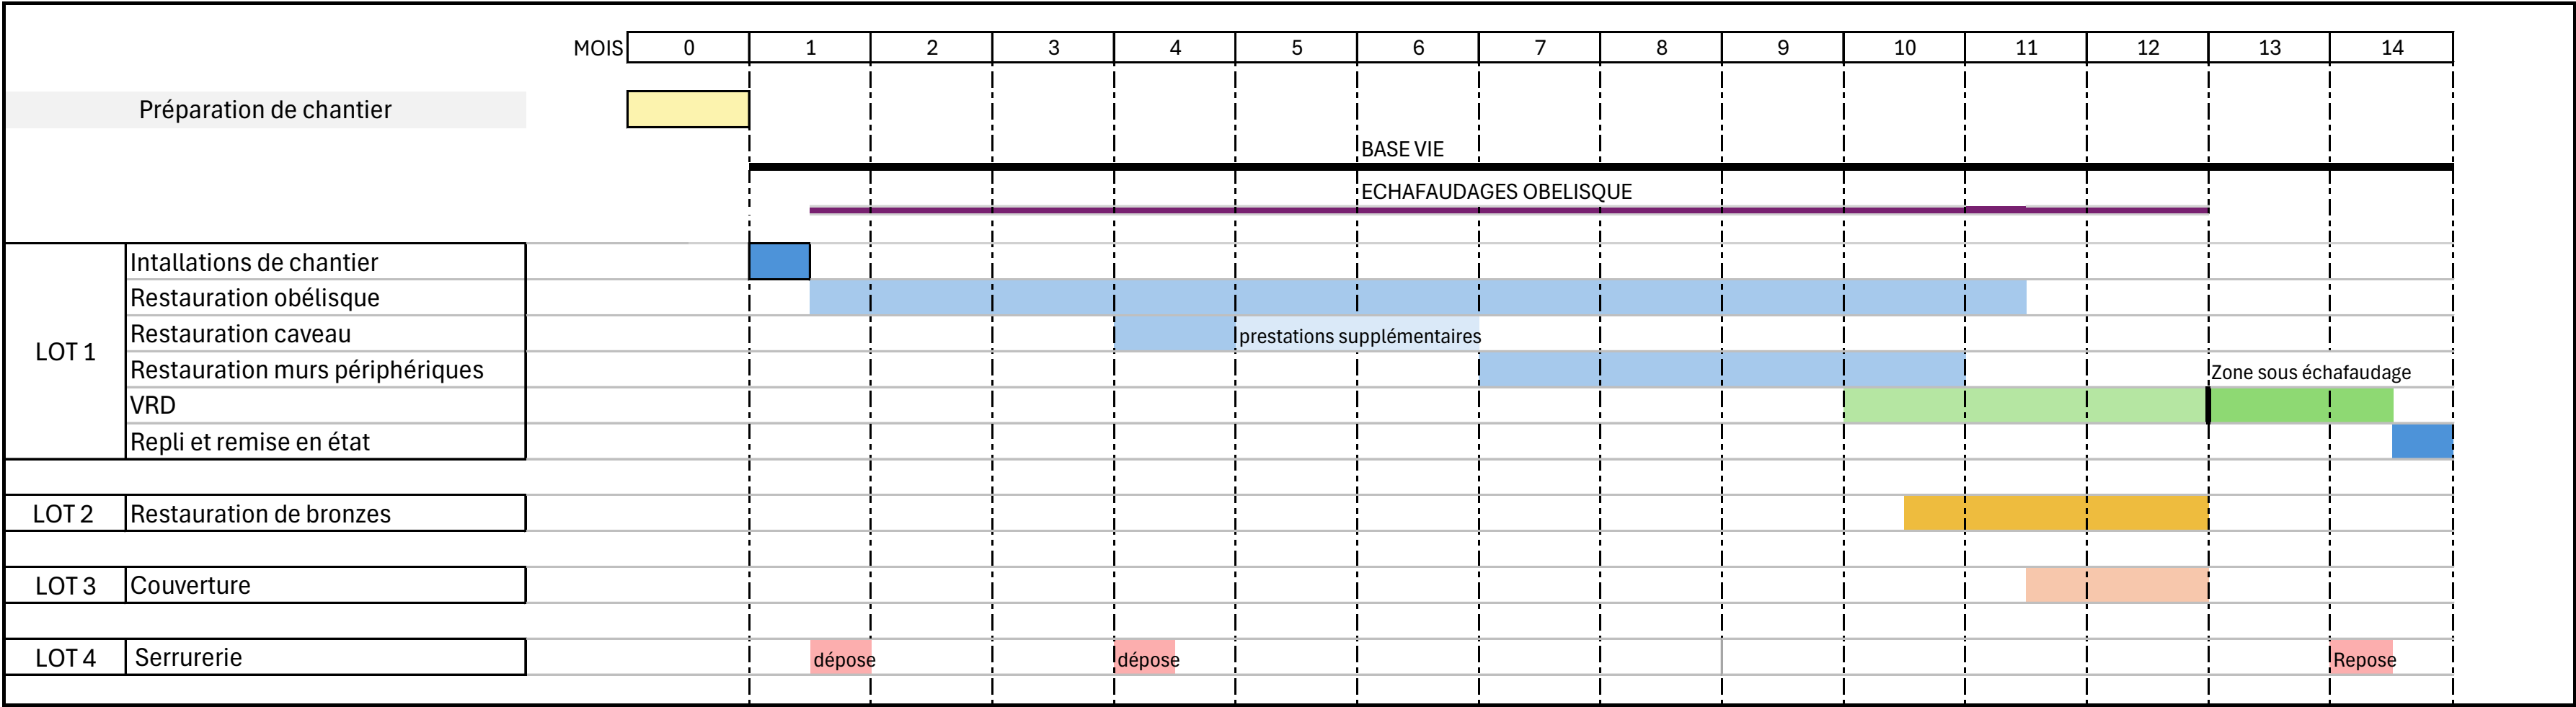 MOIS 0 1 2 3 4 5 6 7 8 9 10 11 12 13 14
Préparation de chantier
BASE VIE
ECHAFAUDAGES OBELISQUE
Intallations de chantier
Restauration obélisque
Restauration caveau prestations supplémentaires
LOT 1
Restauration murs périphériques Zone sous échafaudage
VRD
Repli et remise en état
LOT 2 Restauration de bronzes
LOT 3 Couverture
LOT 4 Serrurerie dépose dépose Repose